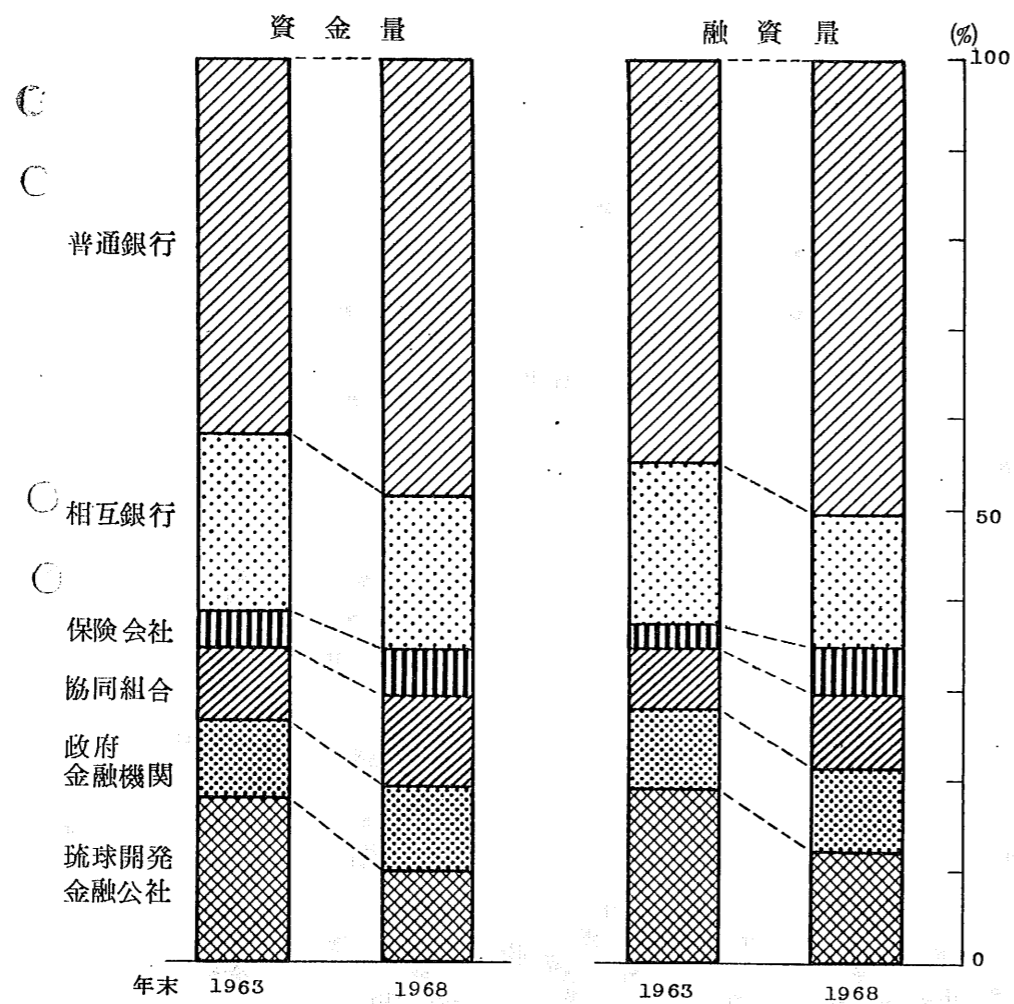 資金量
融資量
(%)
100
普通銀行
50
相互銀行
保険会社
協同組合
政府
金融機関
琉球開発
金融公社
0
年末 1963 1968 1963 1968